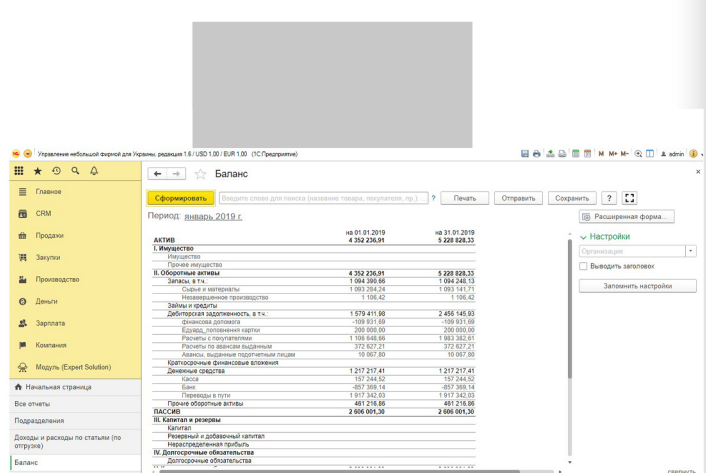 Управление небольшой фирмой для Украины, редакция 1.6 / USD 1,00 / EUR 1,00 (1С:Предприятие)
M M+ M-
admin
Главное
CRM
Продажи
Закупки
Производство
Деньги
Зарплата
Компания
Модуль (Expert Solution)
Начальная страница
Все отчеты
Подразделения
Доходы и расходы по статьям (по
отгрузке)
Баланс
Баланс
×
Сформировать
Введите слово для поиска (название товара, покупателя, пр.)
?
Печать
Отправить
Сохранить
?
Период: январь 2019 г.
Расширенная форма...
Настройки
Организация
Выводить заголовок
Запомнить настройки
на 01.01.2019 на 31.01.2019
АКТИВ 4 352 236,91 5 228 828,33
I. Имущество
Имущество
Прочее имущество
II. Оборотные активы 4 352 236,91 5 228 828,33
Запасы, в т.ч.: 1 094 390,66 1 094 248,13
Сырье и материалы 1 093 284,24 1 093 141,71
Незавершенное производство 1 106,42 1 106,42
Займы и кредиты
Дебиторская задолженность, в т.ч.: 1 579 411,98 2 456 145,93
фінансова допомога -109 931,69 -109 931,69
Едуард_поповнення картки 200 000,00 200 000,00
Расчеты с покупателями 1 106 648,66 1 983 382,61
Расчеты по авансам выданным 372 627,21 372 627,21
Авансы, выданные подотчетным лицам 10 067,80 10 067,80
Краткосрочные финансовые вложения
Денежные средства 1 217 217,41 1 217 217,41
Касса 157 244,52 157 244,52
Банк -857 369,14 -857 369,14
Переводы в пути 1 917 342,03 1 917 342,03
Прочие оборотные активы 461 216,86 461 216,86
ПАССИВ 2 606 001,30 2 606 001,30
III. Капитал и резервы
Капитал
Резервный и добавочный капитал
Нераспределенная прибыль
IV. Долгосрочные обязательства
Долгосрочные обязательства
свернуть